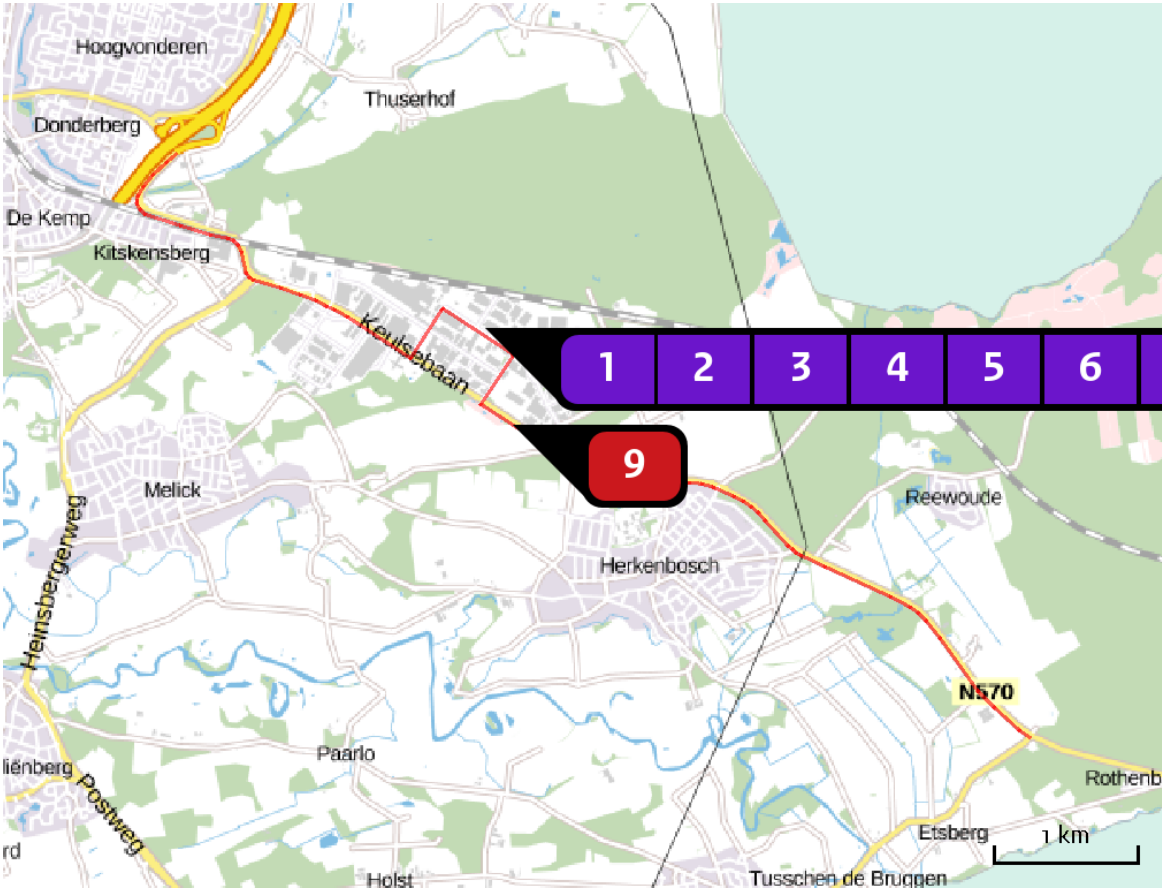 Hoogvonderen
Thuserhof
Donderberg
De Kemp
Kitskensberg
Keulsebaan
1 2 3 4 5 6
9
Melick
Reewoude
Herkenbosch
Heinsbergerweg
N570
Paarlo
liënberg
Postweg
Rothenb
Etsberg
1 km
rd
Holst
Tusschen de Bruggen